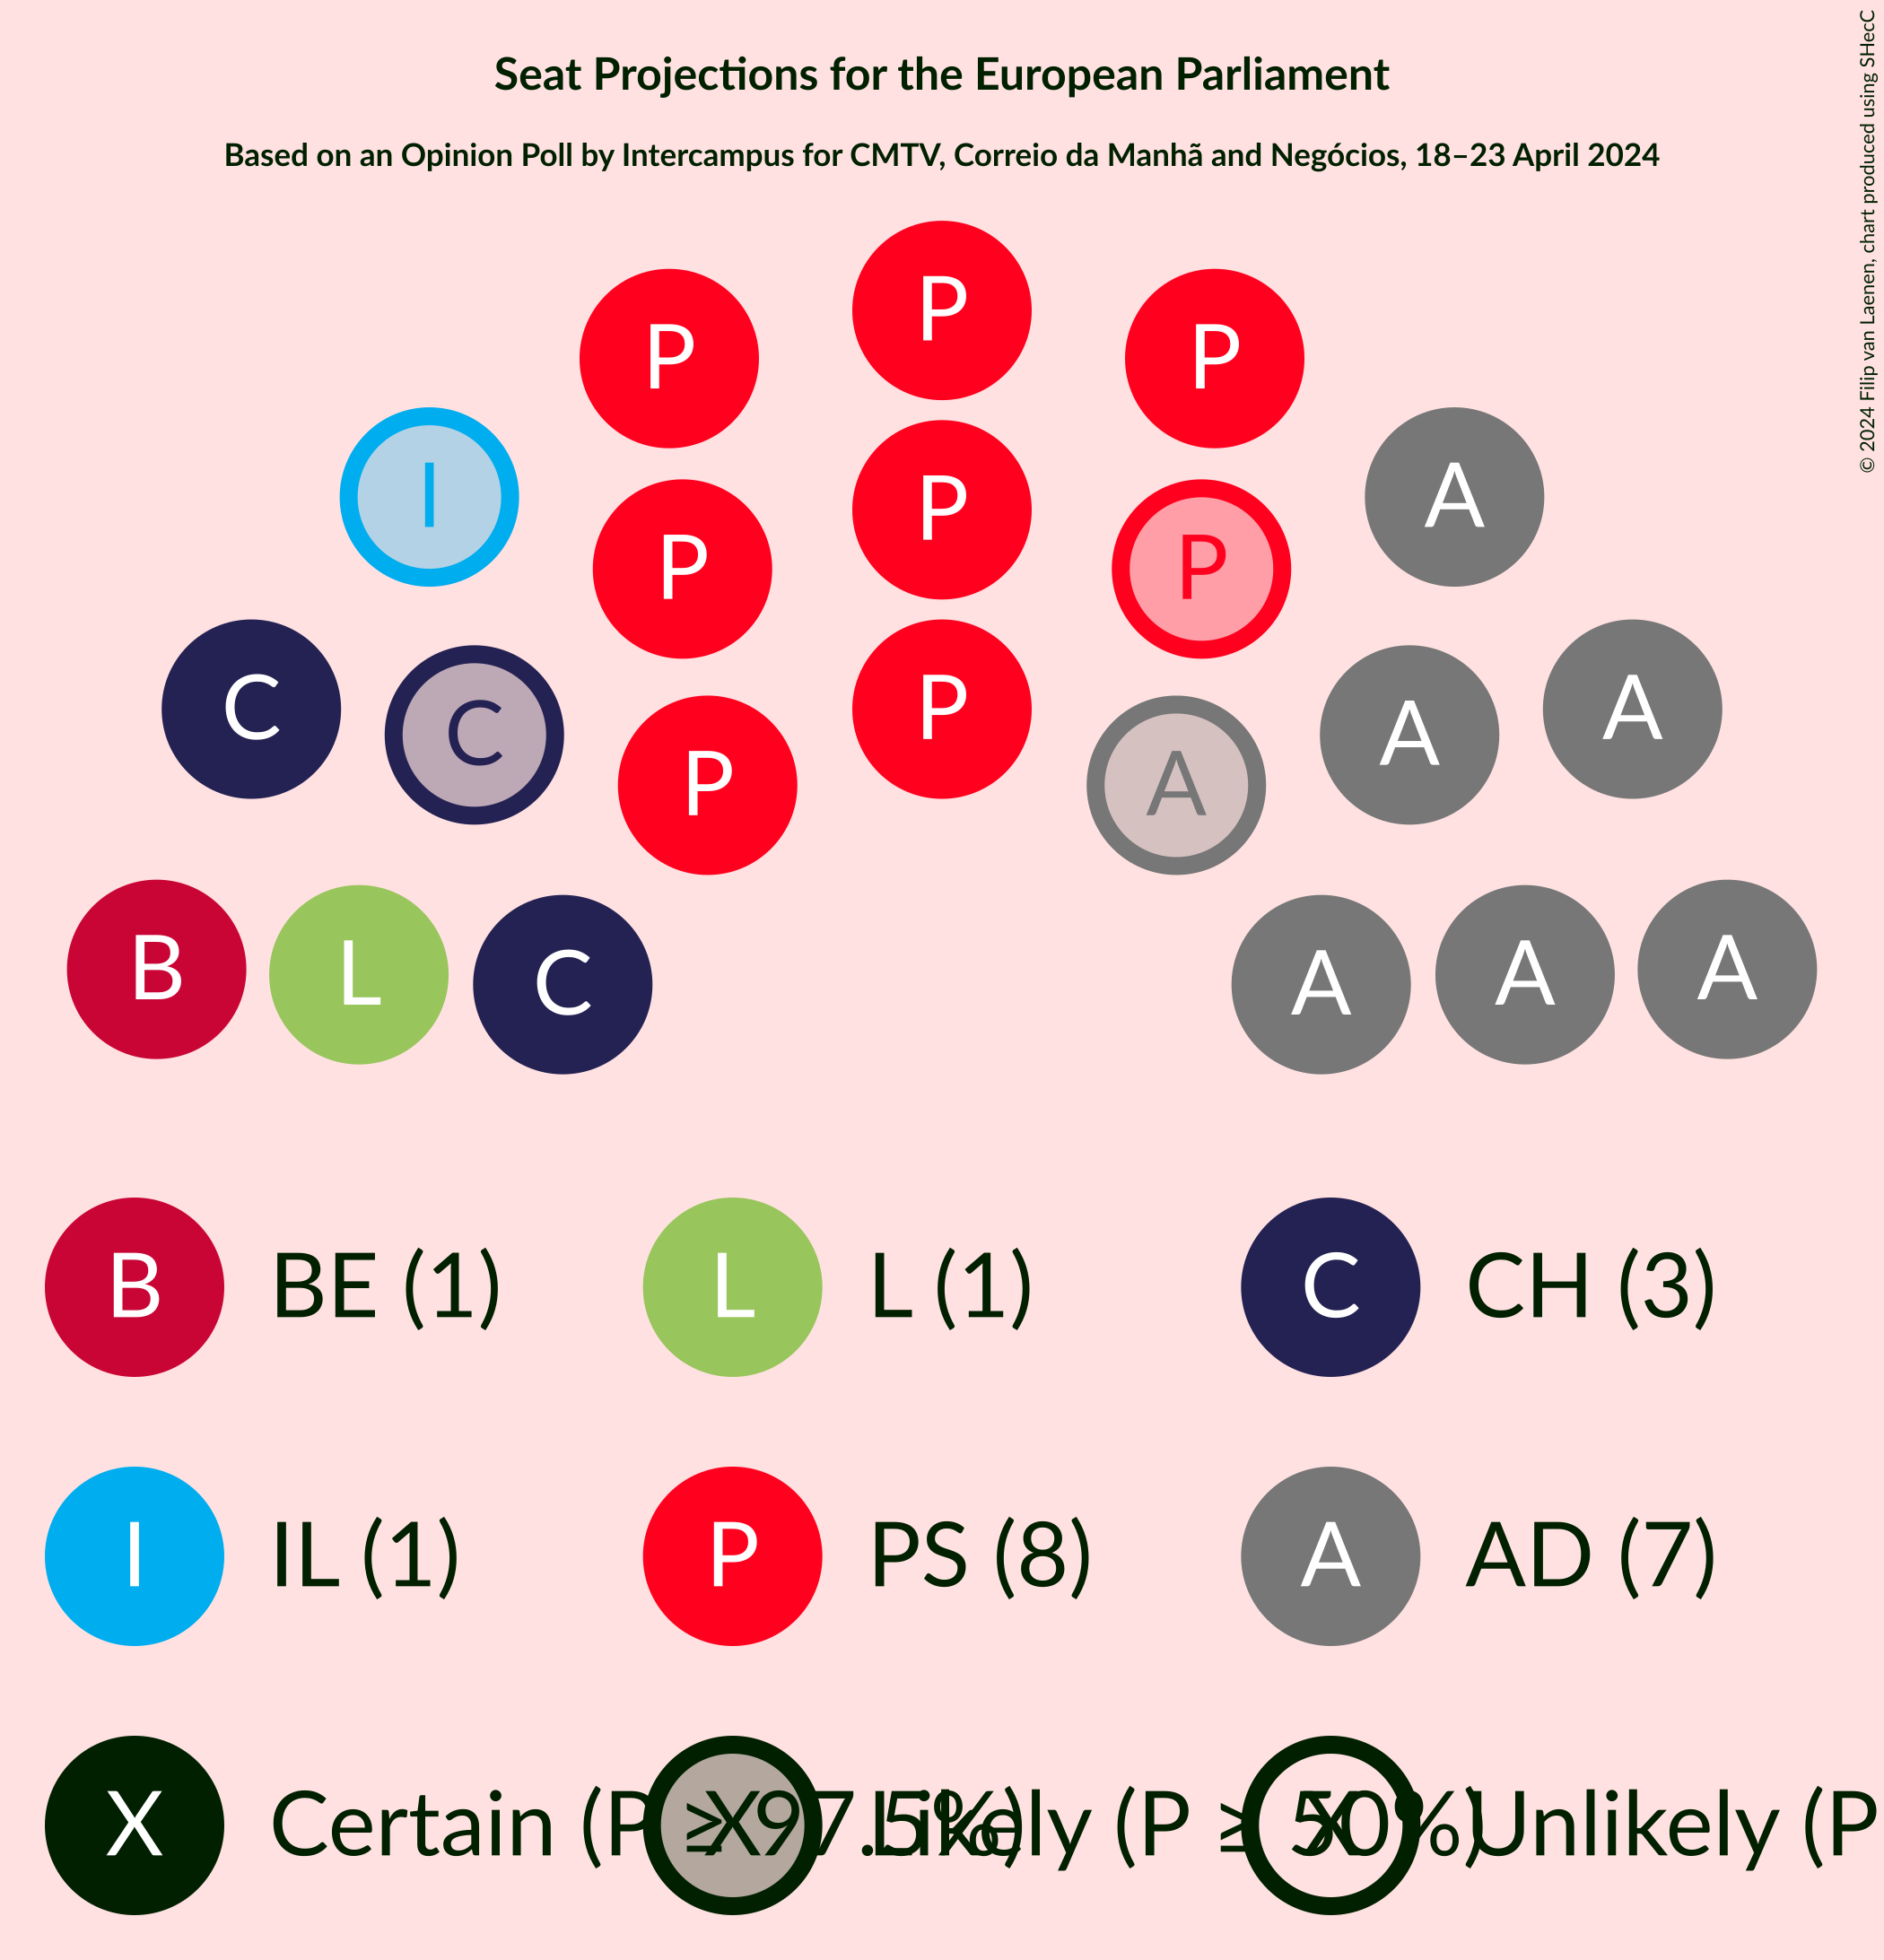 Seat Projections for the European Parliament
Based on an Opinion Poll by Intercampus for CMTV, Correio da Manhã and Negócios, 18–23 April 2024
© 2024 Filip van Laenen, chart produced using SHecC
P
P P
I P A
P P
C C P A A
P A
B L C A A A
B BE (1) L L (1) C CH (3)
I IL (1) P PS (8) A AD (7)
X Certain (P ≥ 97.5%) X Likely (P ≥ 50%) X Unlikely (P